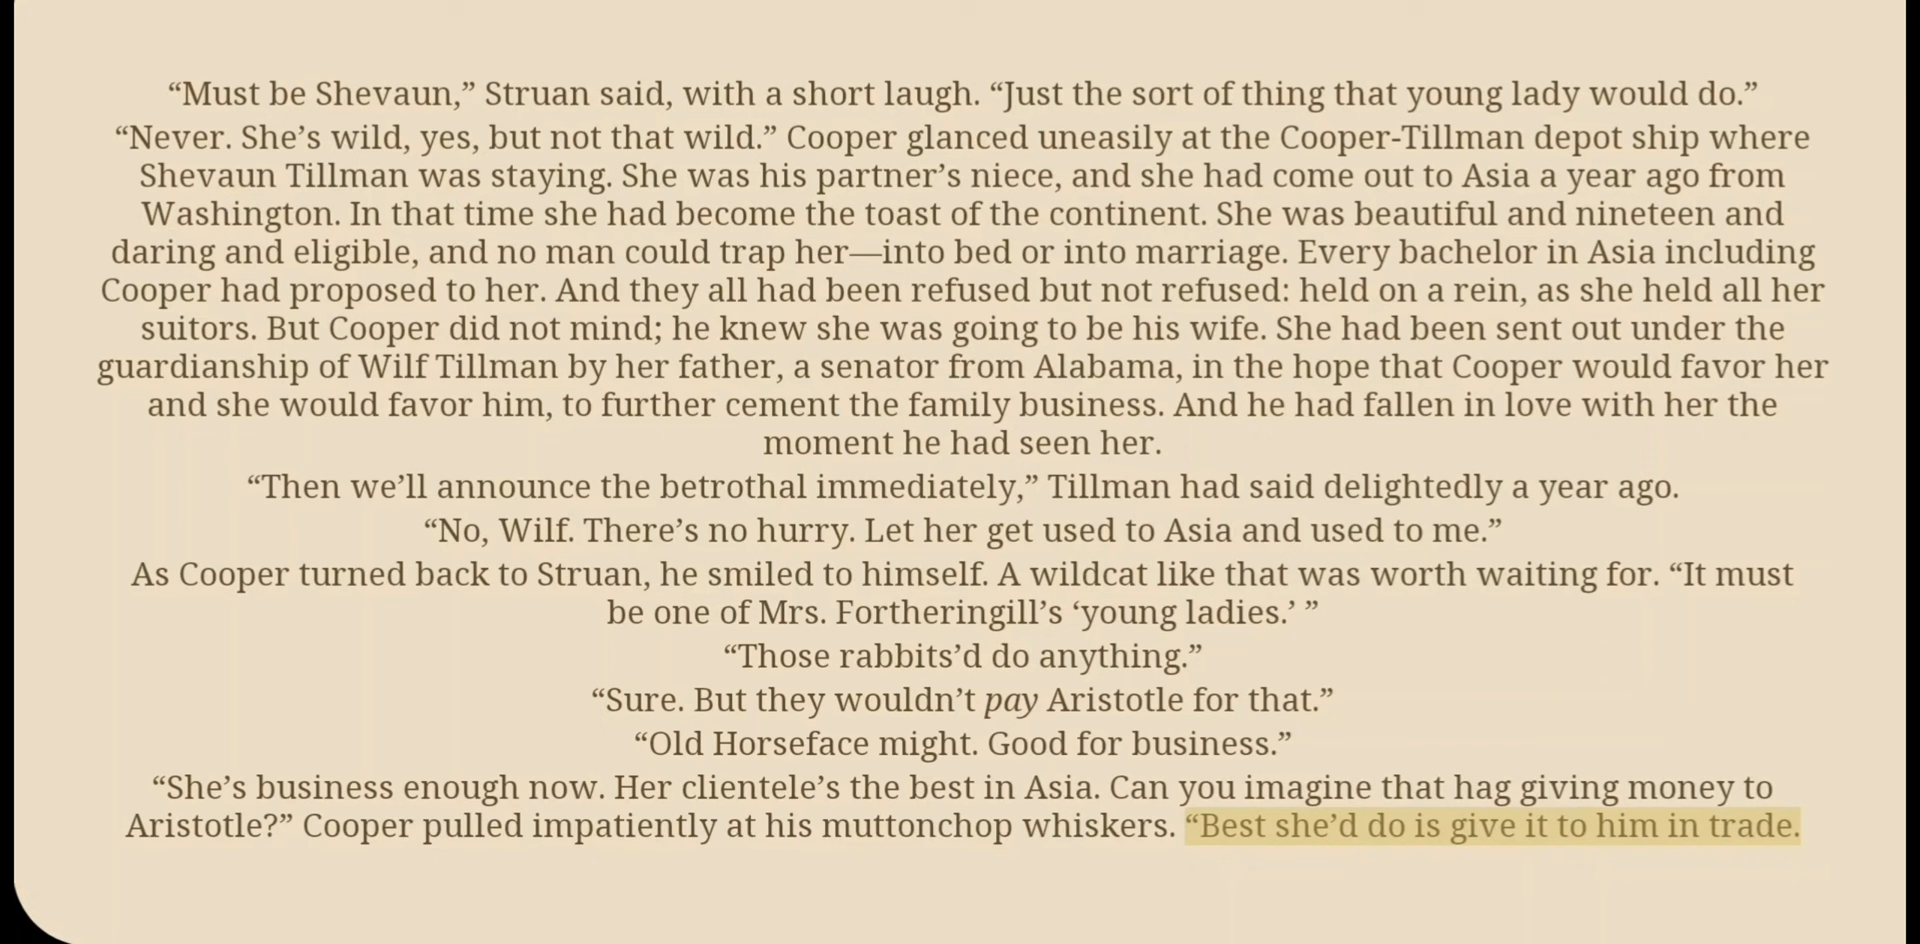 “Must be Shevaun,” Struan said, with a short laugh. “Just the sort of thing that young lady would do.”
“Never. She’s wild, yes, but not that wild.” Cooper glanced uneasily at the Cooper-Tillman depot ship where
Shevaun Tillman was staying. She was his partner’s niece, and she had come out to Asia a year ago from
Washington. In that time she had become the toast of the continent. She was beautiful and nineteen and
daring and eligible, and no man could trap her—into bed or into marriage. Every bachelor in Asia including
Cooper had proposed to her. And they all had been refused but not refused: held on a rein, as she held all her
suitors. But Cooper did not mind; he knew she was going to be his wife. She had been sent out under the
guardianship of Wilf Tillman by her father, a senator from Alabama, in the hope that Cooper would favor her
and she would favor him, to further cement the family business. And he had fallen in love with her the
moment he had seen her.
“Then we’ll announce the betrothal immediately,” Tillman had said delightedly a year ago.
“No, Wilf. There’s no hurry. Let her get used to Asia and used to me.”
As Cooper turned back to Struan, he smiled to himself. A wildcat like that was worth waiting for. “It must
be one of Mrs. Fortheringill’s ‘young ladies.’ ”
“Those rabbits’d do anything.”
“Sure. But they wouldn’t pay Aristotle for that.”
“Old Horseface might. Good for business.”
“She’s business enough now. Her clientele’s the best in Asia. Can you imagine that hag giving money to
Aristotle?” Cooper pulled impatiently at his muttonchop whiskers. “Best she’d do is give it to him in trade.